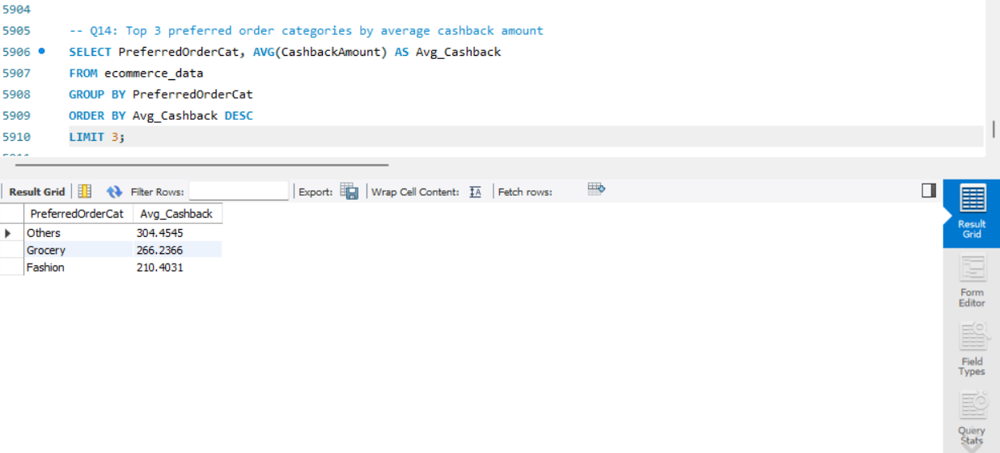 5904
5905 -- Q14: Top 3 preferred order categories by average cashback amount
5906 SELECT PreferredOrderCat, AVG(CashbackAmount) AS Avg_Cashback
5907 FROM ecommerce_data
5908 GROUP BY PreferredOrderCat
5909 ORDER BY Avg_Cashback DESC
5910 LIMIT 3;
Result Grid Filter Rows: Export: Wrap Cell Content: IA Fetch rows:
PreferredOrderCat Avg_Cashback
Others 304.4545
Grocery 266.2366
Fashion 210.4031
Result
Grid
Form
Editor
Field
Types
Query
Stats